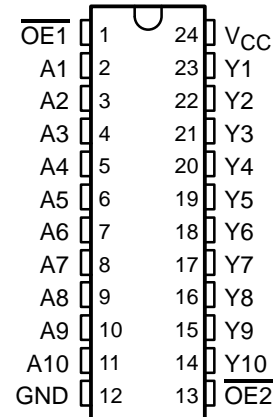 O̅E̅1̅ 1 24 VCC
A1 2 23 Y1
A2 3 22 Y2
A3 4 21 Y3
A4 5 20 Y4
A5 6 19 Y5
A6 7 18 Y6
A7 8 17 Y7
A8 9 16 Y8
A9 10 15 Y9
A10 11 14 Y10
GND 12 13 O̅E̅2̅